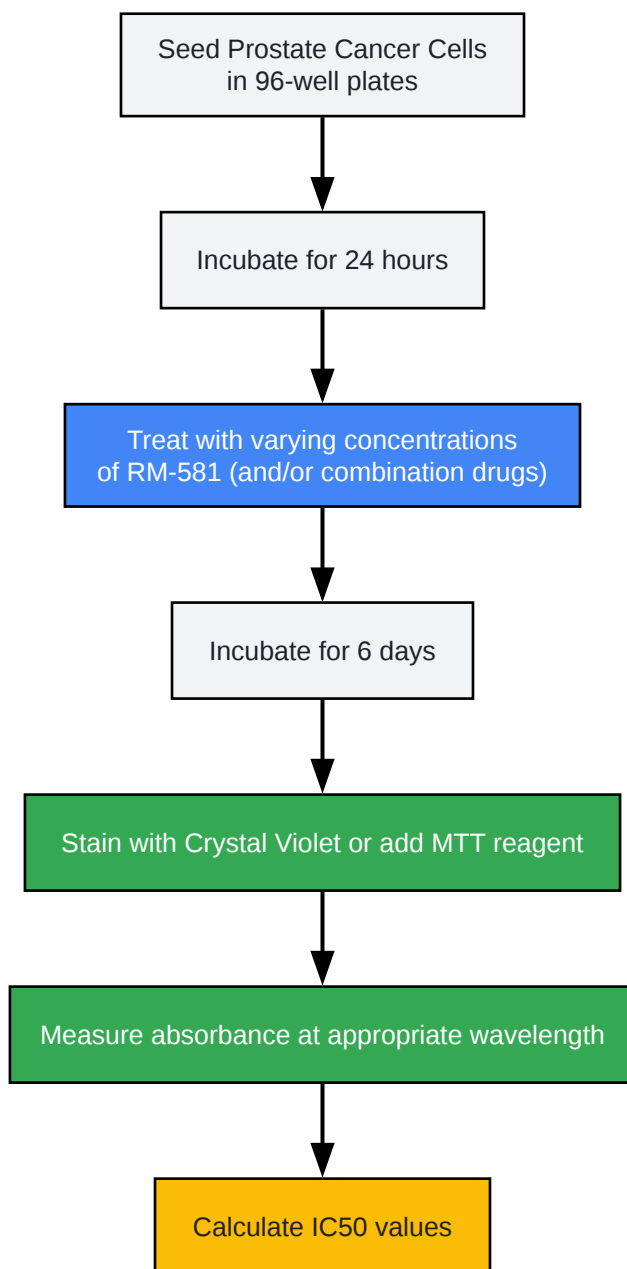 Seed Prostate Cancer Cells
in 96-well plates
Incubate for 24 hours
Treat with varying concentrations
of RM-581 (and/or combination drugs)
Incubate for 6 days
Stain with Crystal Violet or add MTT reagent
Measure absorbance at appropriate wavelength
Calculate IC50 values